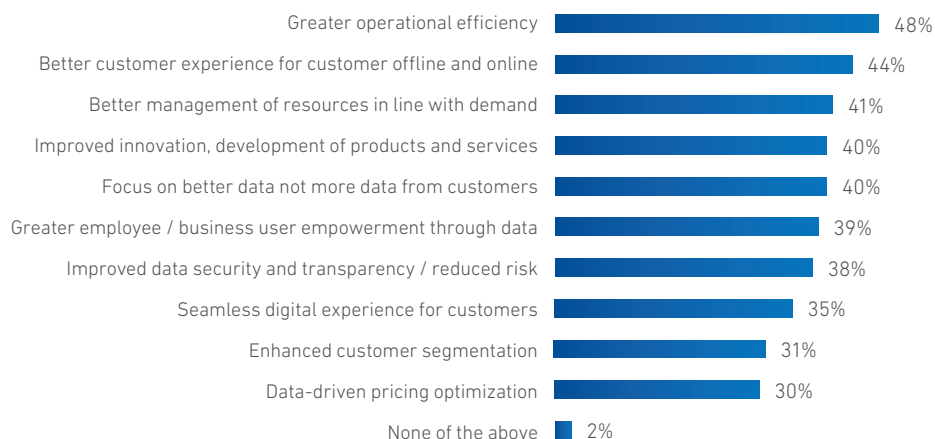 Greater operational efficiency 48%
Better customer experience for customer offline and online 44%
Better management of resources in line with demand 41%
Improved innovation, development of products and services 40%
Focus on better data not more data from customers 40%
Greater employee / business user empowerment through data 39%
Improved data security and transparency / reduced risk 38%
Seamless digital experience for customers 35%
Enhanced customer segmentation 31%
Data-driven pricing optimization 30%
None of the above 2%